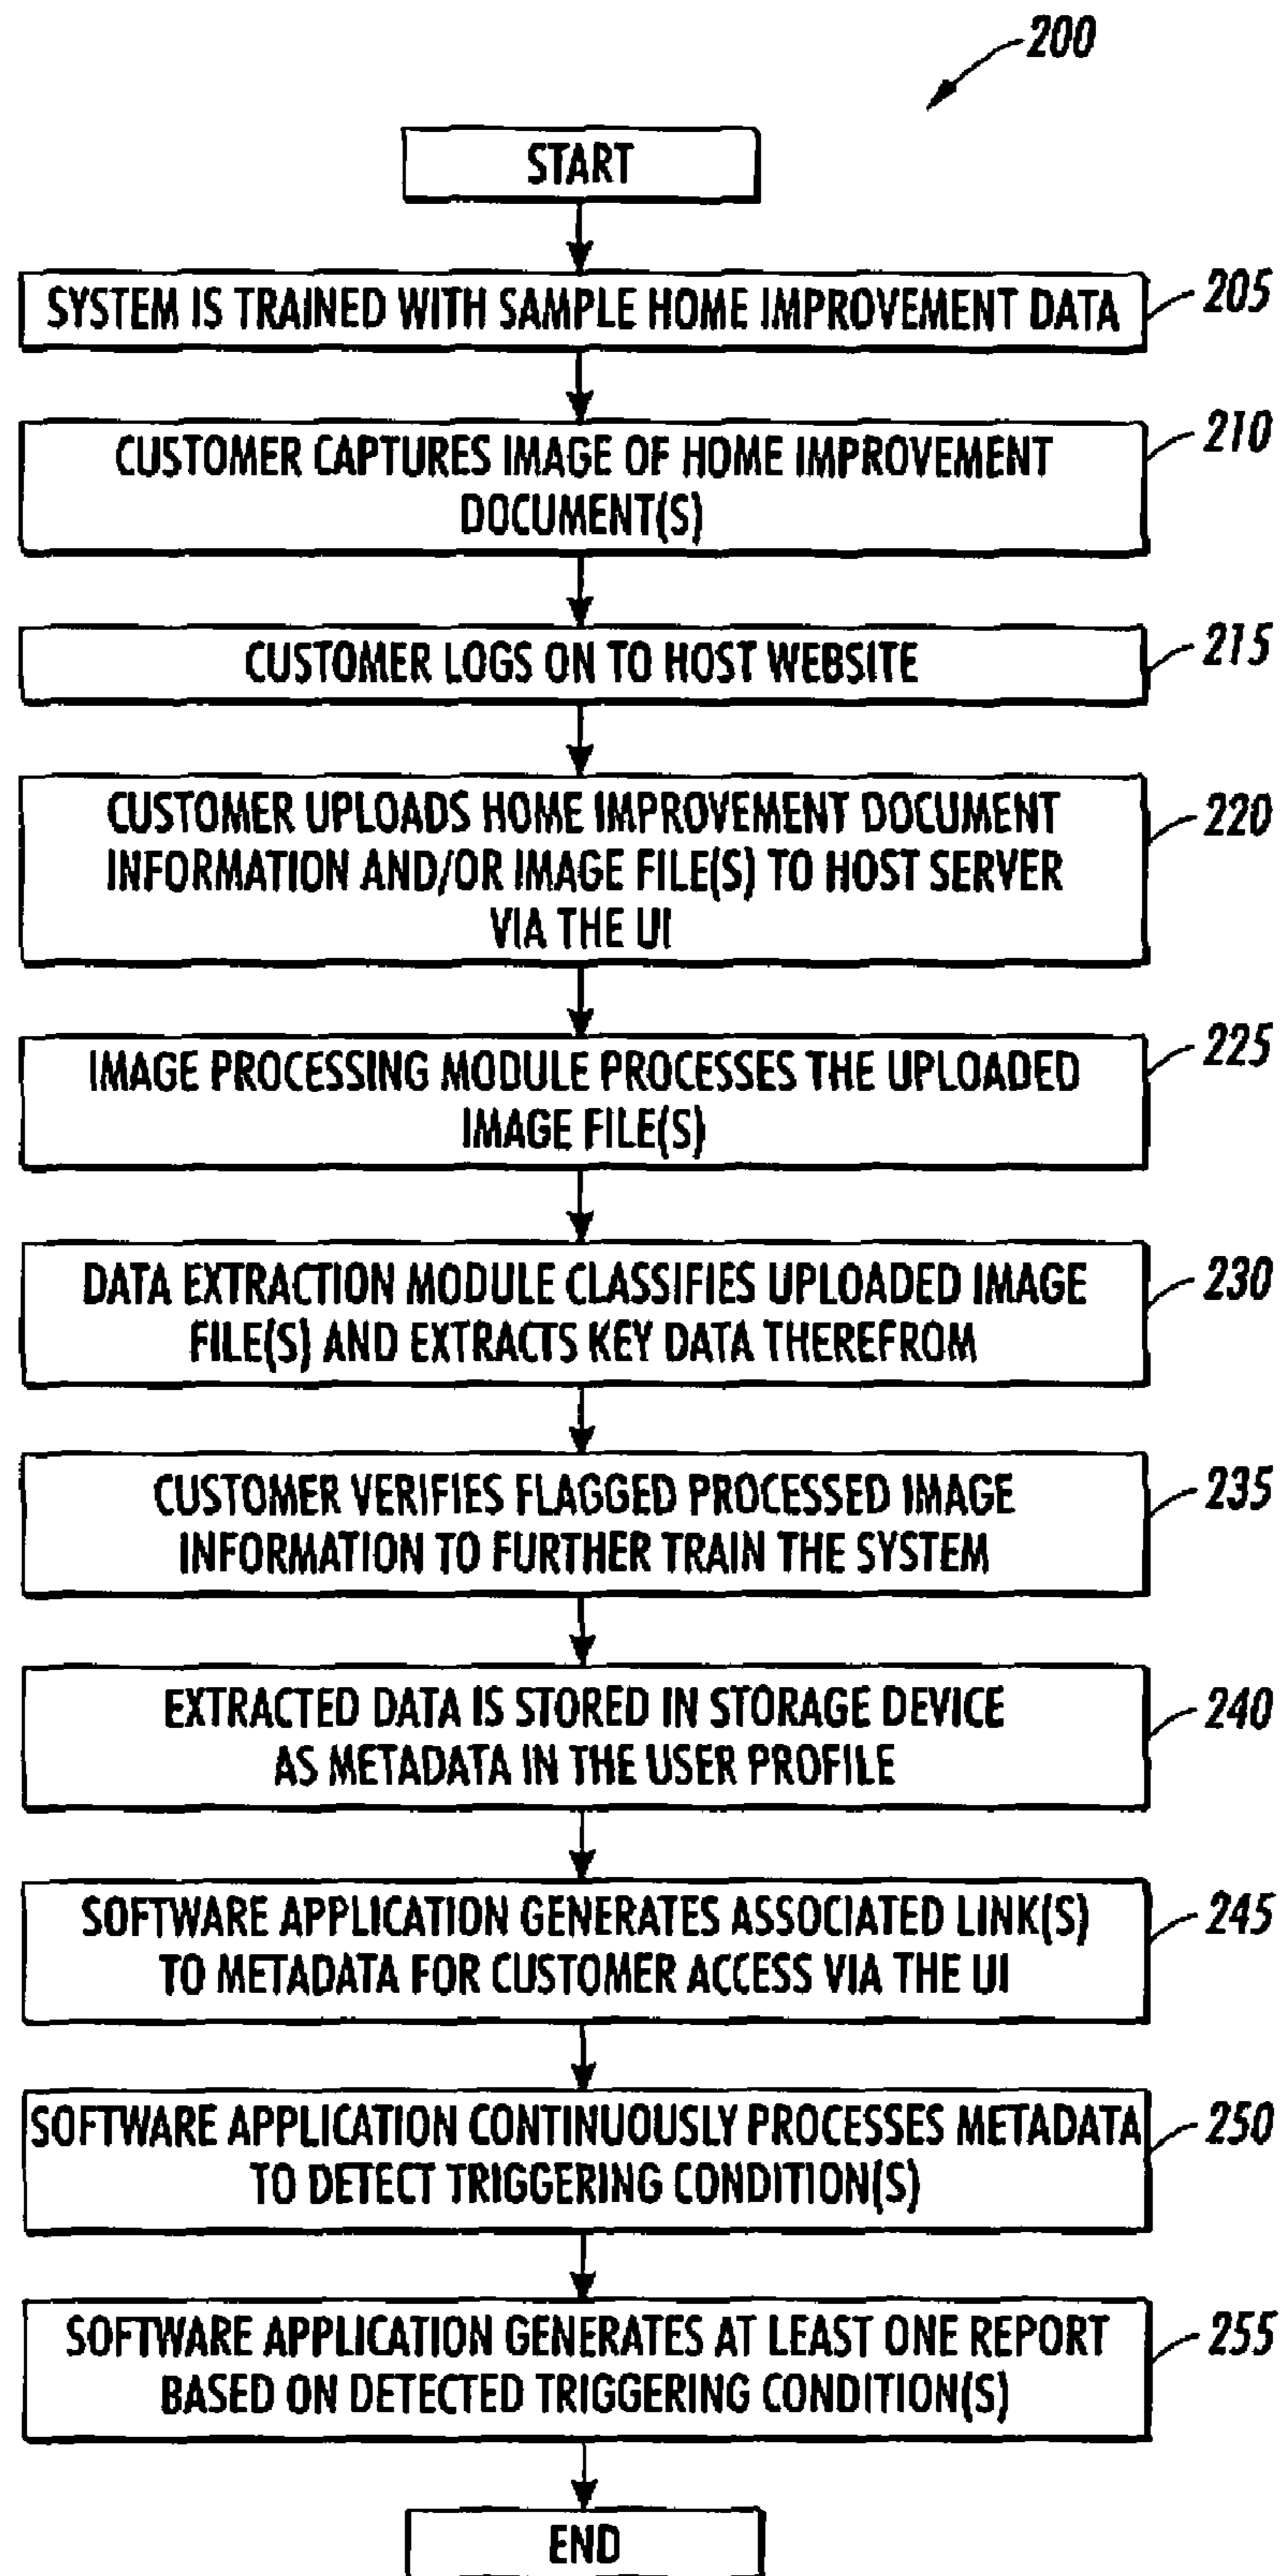 200
START
SYSTEM IS TRAINED WITH SAMPLE HOME IMPROVEMENT DATA
205
CUSTOMER CAPTURES IMAGE OF HOME IMPROVEMENT
DOCUMENT(S)
210
CUSTOMER LOGS ON TO HOST WEBSITE
215
CUSTOMER UPLOADS HOME IMPROVEMENT DOCUMENT
INFORMATION AND/OR IMAGE FILE(S) TO HOST SERVER
VIA THE UI
220
IMAGE PROCESSING MODULE PROCESSES THE UPLOADED
IMAGE FILE(S)
225
DATA EXTRACTION MODULE CLASSIFIES UPLOADED IMAGE
FILE(S) AND EXTRACTS KEY DATA THEREFROM
230
CUSTOMER VERIFIES FLAGGED PROCESSED IMAGE
INFORMATION TO FURTHER TRAIN THE SYSTEM
235
EXTRACTED DATA IS STORED IN STORAGE DEVICE
AS METADATA IN THE USER PROFILE
240
SOFTWARE APPLICATION GENERATES ASSOCIATED LINK(S)
TO METADATA FOR CUSTOMER ACCESS VIA THE UI
245
SOFTWARE APPLICATION CONTINUOUSLY PROCESSES METADATA
TO DETECT TRIGGERING CONDITION(S)
250
SOFTWARE APPLICATION GENERATES AT LEAST ONE REPORT
BASED ON DETECTED TRIGGERING CONDITION(S)
255
END